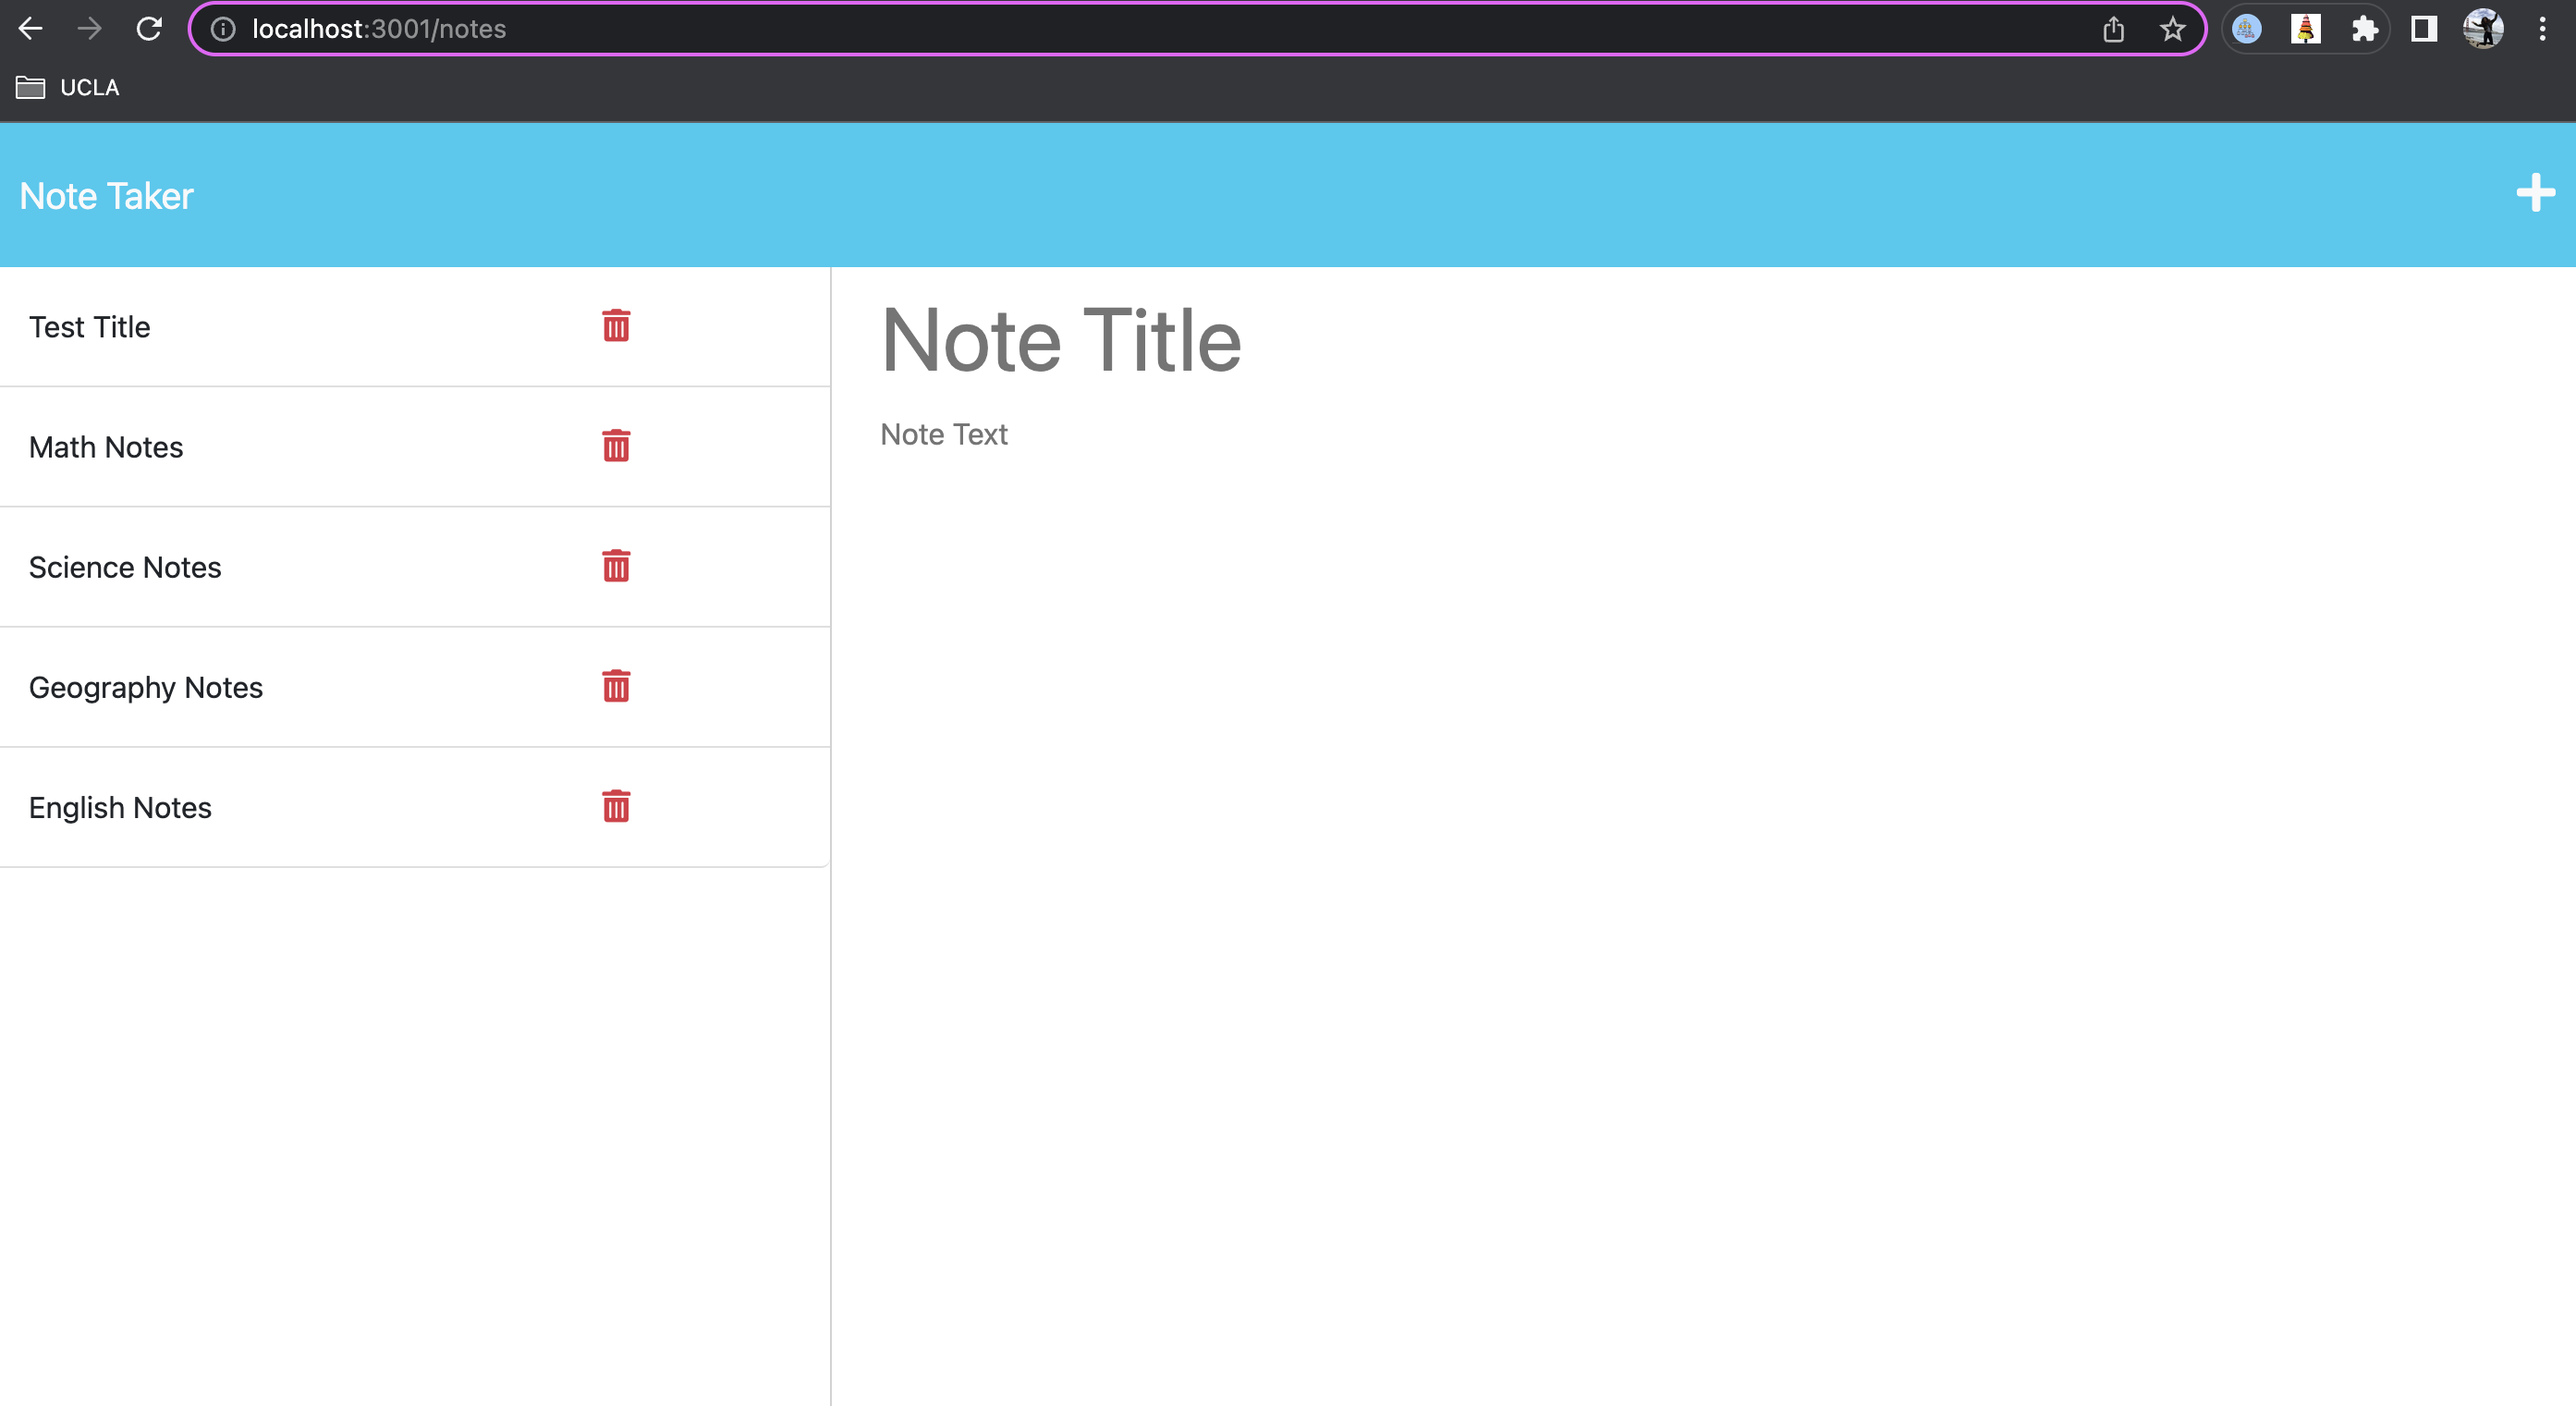 localhost:3001/notes
UCLA
Note Taker
Test Title
Math Notes
Science Notes
Geography Notes
English Notes
Note Title
Note Text